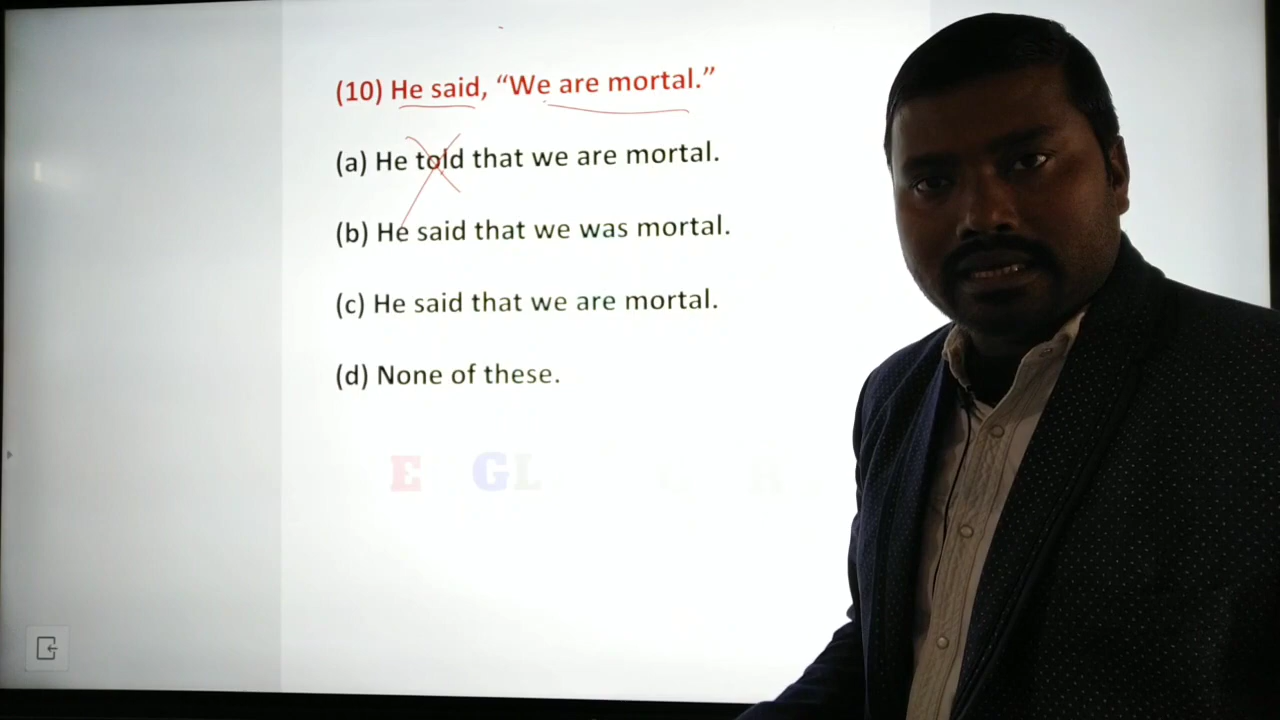 (10) He said, “We are mortal.”
(a) He told that we are mortal.
(b) He said that we was mortal.
(c) He said that we are mortal.
(d) None of these.
E GL